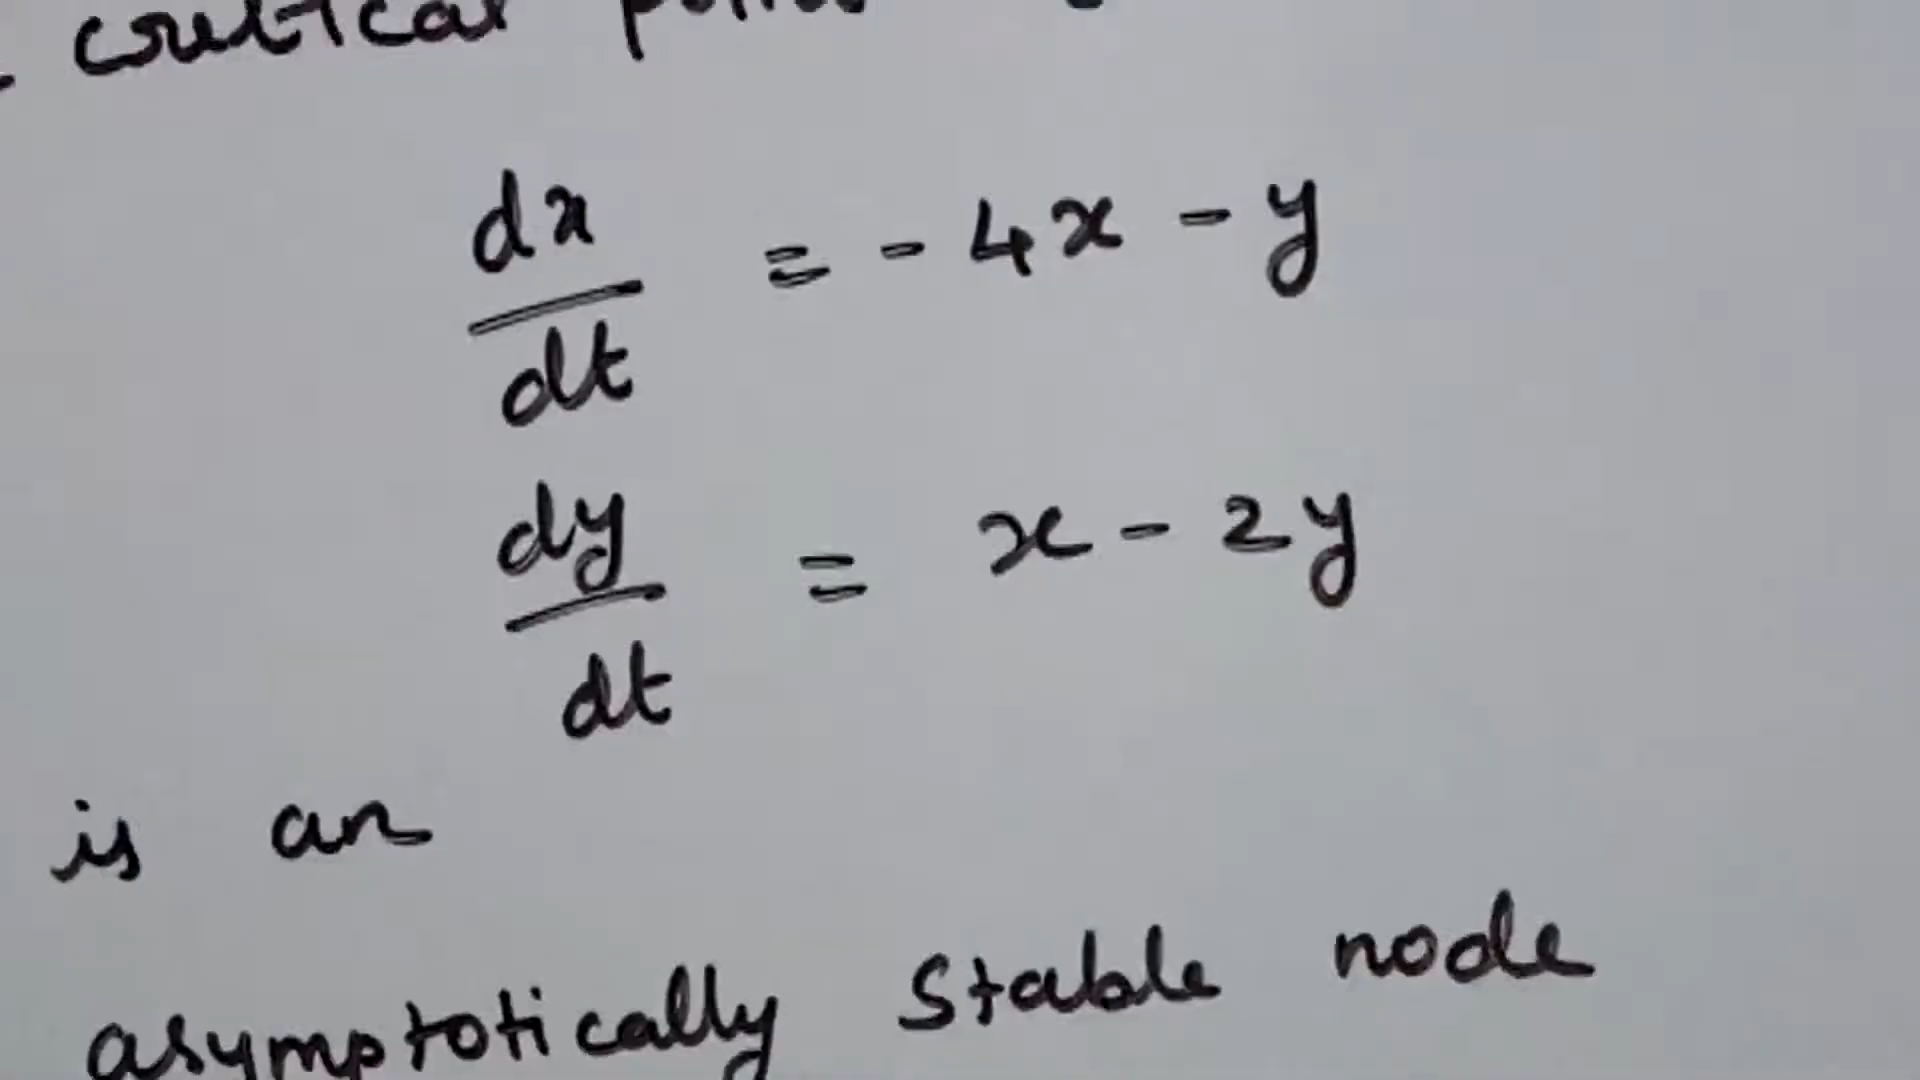 critical
dx/dt = - 4x - y
dy/dt = x - 2y
is an
asymptotically stable node